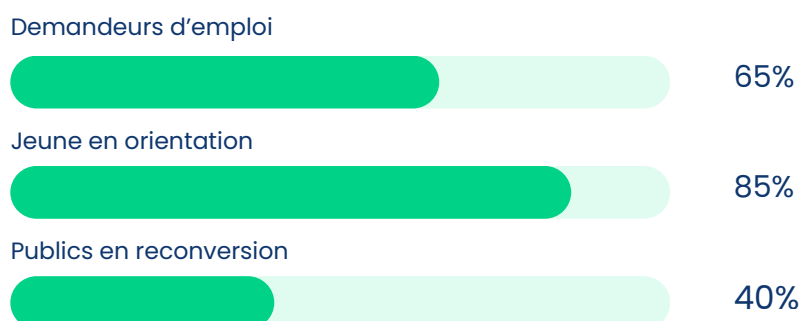 Demandeurs d’emploi
65%
Jeune en orientation
85%
Publics en reconversion
40%